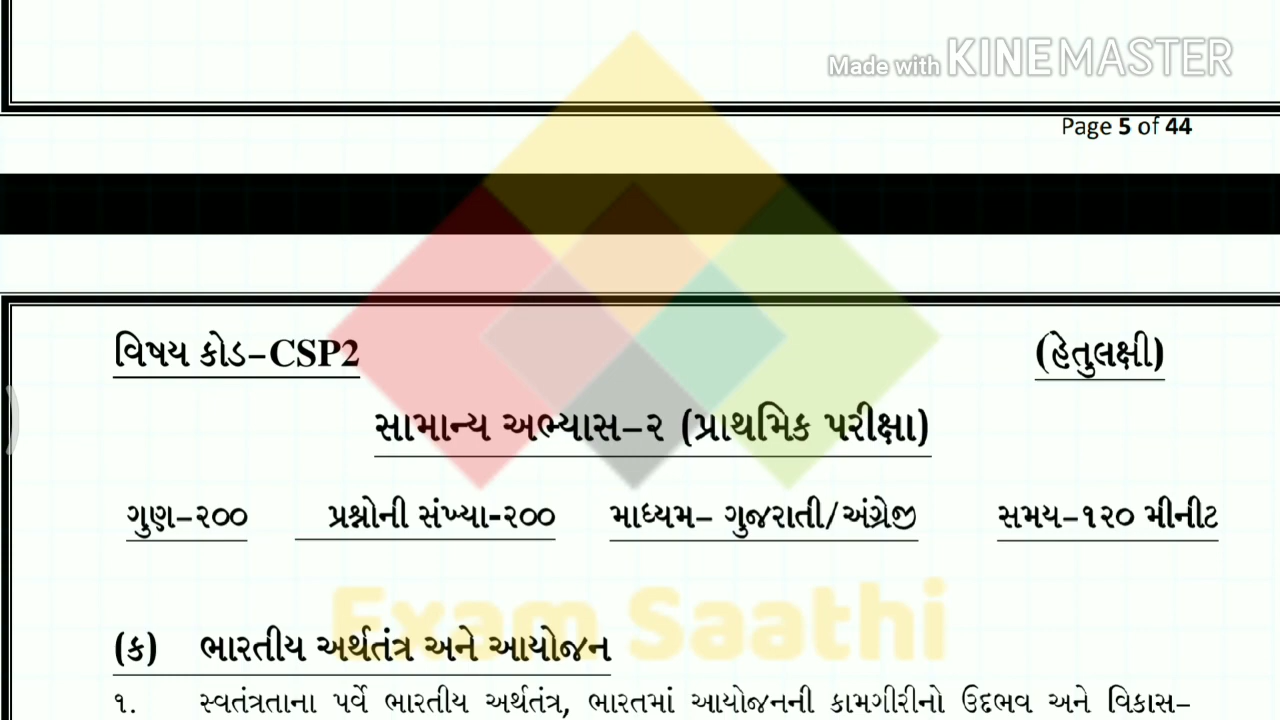 Made with KINEMASTER
Page 5 of 44
વિષય કોડ–CSP2 (હેતુલક્ષી)
સામાન્ય અભ્યાસ–૨ (પ્રાથમિક પરીક્ષા)
ગુણ–૨૦૦ પ્રશ્નોની સંખ્યા-૨૦૦ માધ્યમ– ગુજરાતી/અંગ્રેજી સમય–૧૨૦ મીનીટ
Exam Saathi
(ક) ભારતીય અર્થતંત્ર અને આયોજન
૧. સ્વતંત્રતાના પર્વે ભારતીય અર્થતંત્ર, ભારતમાં આયોજનની કામગીરીનો ઉદભવ અને વિકાસ–